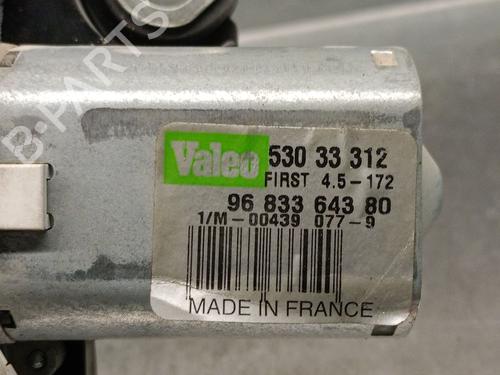 Valeo 530 33 312
FIRST 4.5-172
96 833 643 80
1/M-00439 077-9
MADE IN FRANCE
B-PARTS